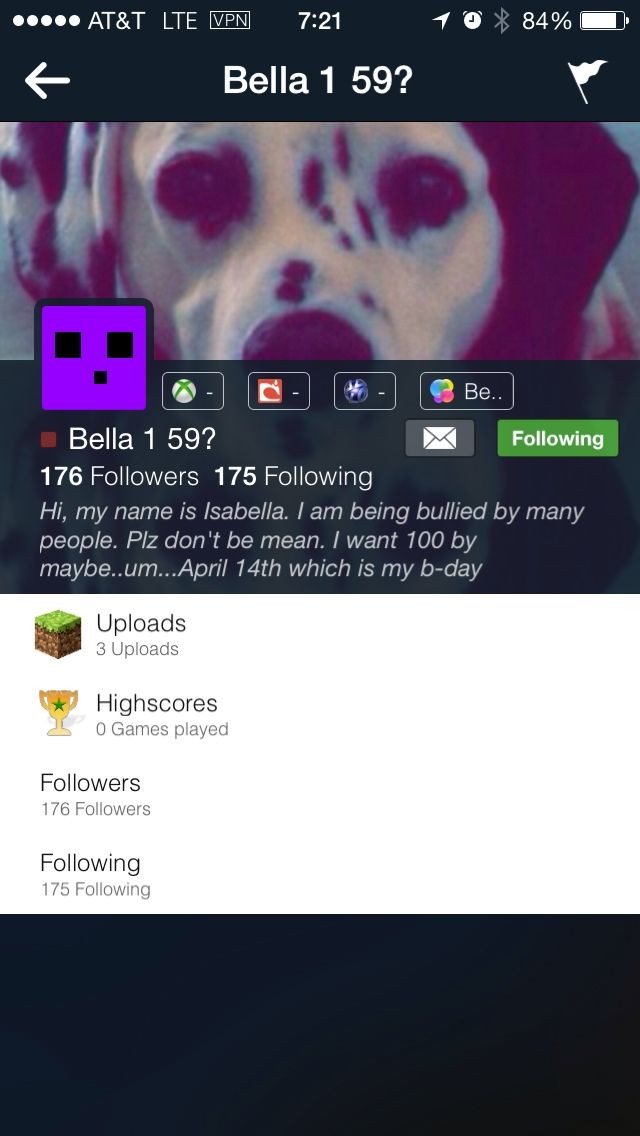 AT&T LTE VPN 7:21 84%
Bella 1 59?
- - - Be..
Bella 1 59? Following
176 Followers 175 Following
Hi, my name is Isabella. I am being bullied by many
people. Plz don't be mean. I want 100 by
maybe..um...April 14th which is my b-day
Uploads
3 Uploads
Highscores
0 Games played
Followers
176 Followers
Following
175 Following